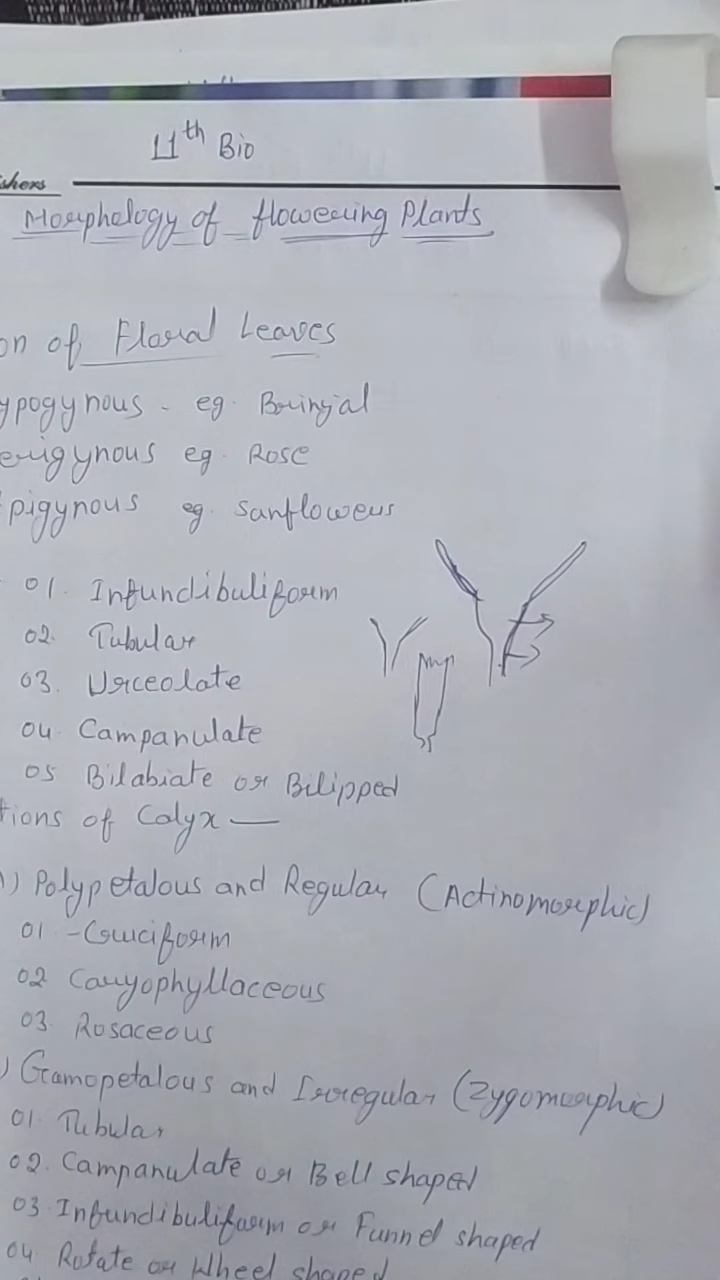 11th Bio
shers
Morphology of flowering Plants
on of Floral Leaves
ypogynous - eg. Brinjal
erigynous eg. Rose
pigynous eg. Sanflowers
01. Infundibuliform
02. Tubular
03. Urceolate
04. Campanulate
05 Bilabiate or Bilipped
tions of Calyx —
) Polypetalous and Regular (Actinomorphic)
01 - Cruciform
02 Caryophyllaceous
03. Rosaceous
) Gamopetalous and Irregular (Zygomorphic)
01. Tubular
02. Campanulate or Bell shaped
03. Infundibuliform or Funnel shaped
04 Rotate or Wheel shaped